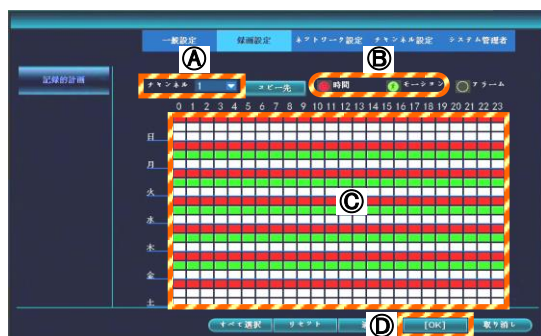 一般設定 録画設定 ネットワーク設定 チャンネル設定 システム管理者
Ⓐ Ⓑ
記録的計画
チャンネル 1 コピー先 時間 モーション アラーム
0 1 2 3 4 5 6 7 8 9 10 11 12 13 14 15 16 17 18 19 20 21 22 23
日
月
火
Ⓒ
水
木
金
土
すべて選択 リセット Ⓓ [OK] 取り消し